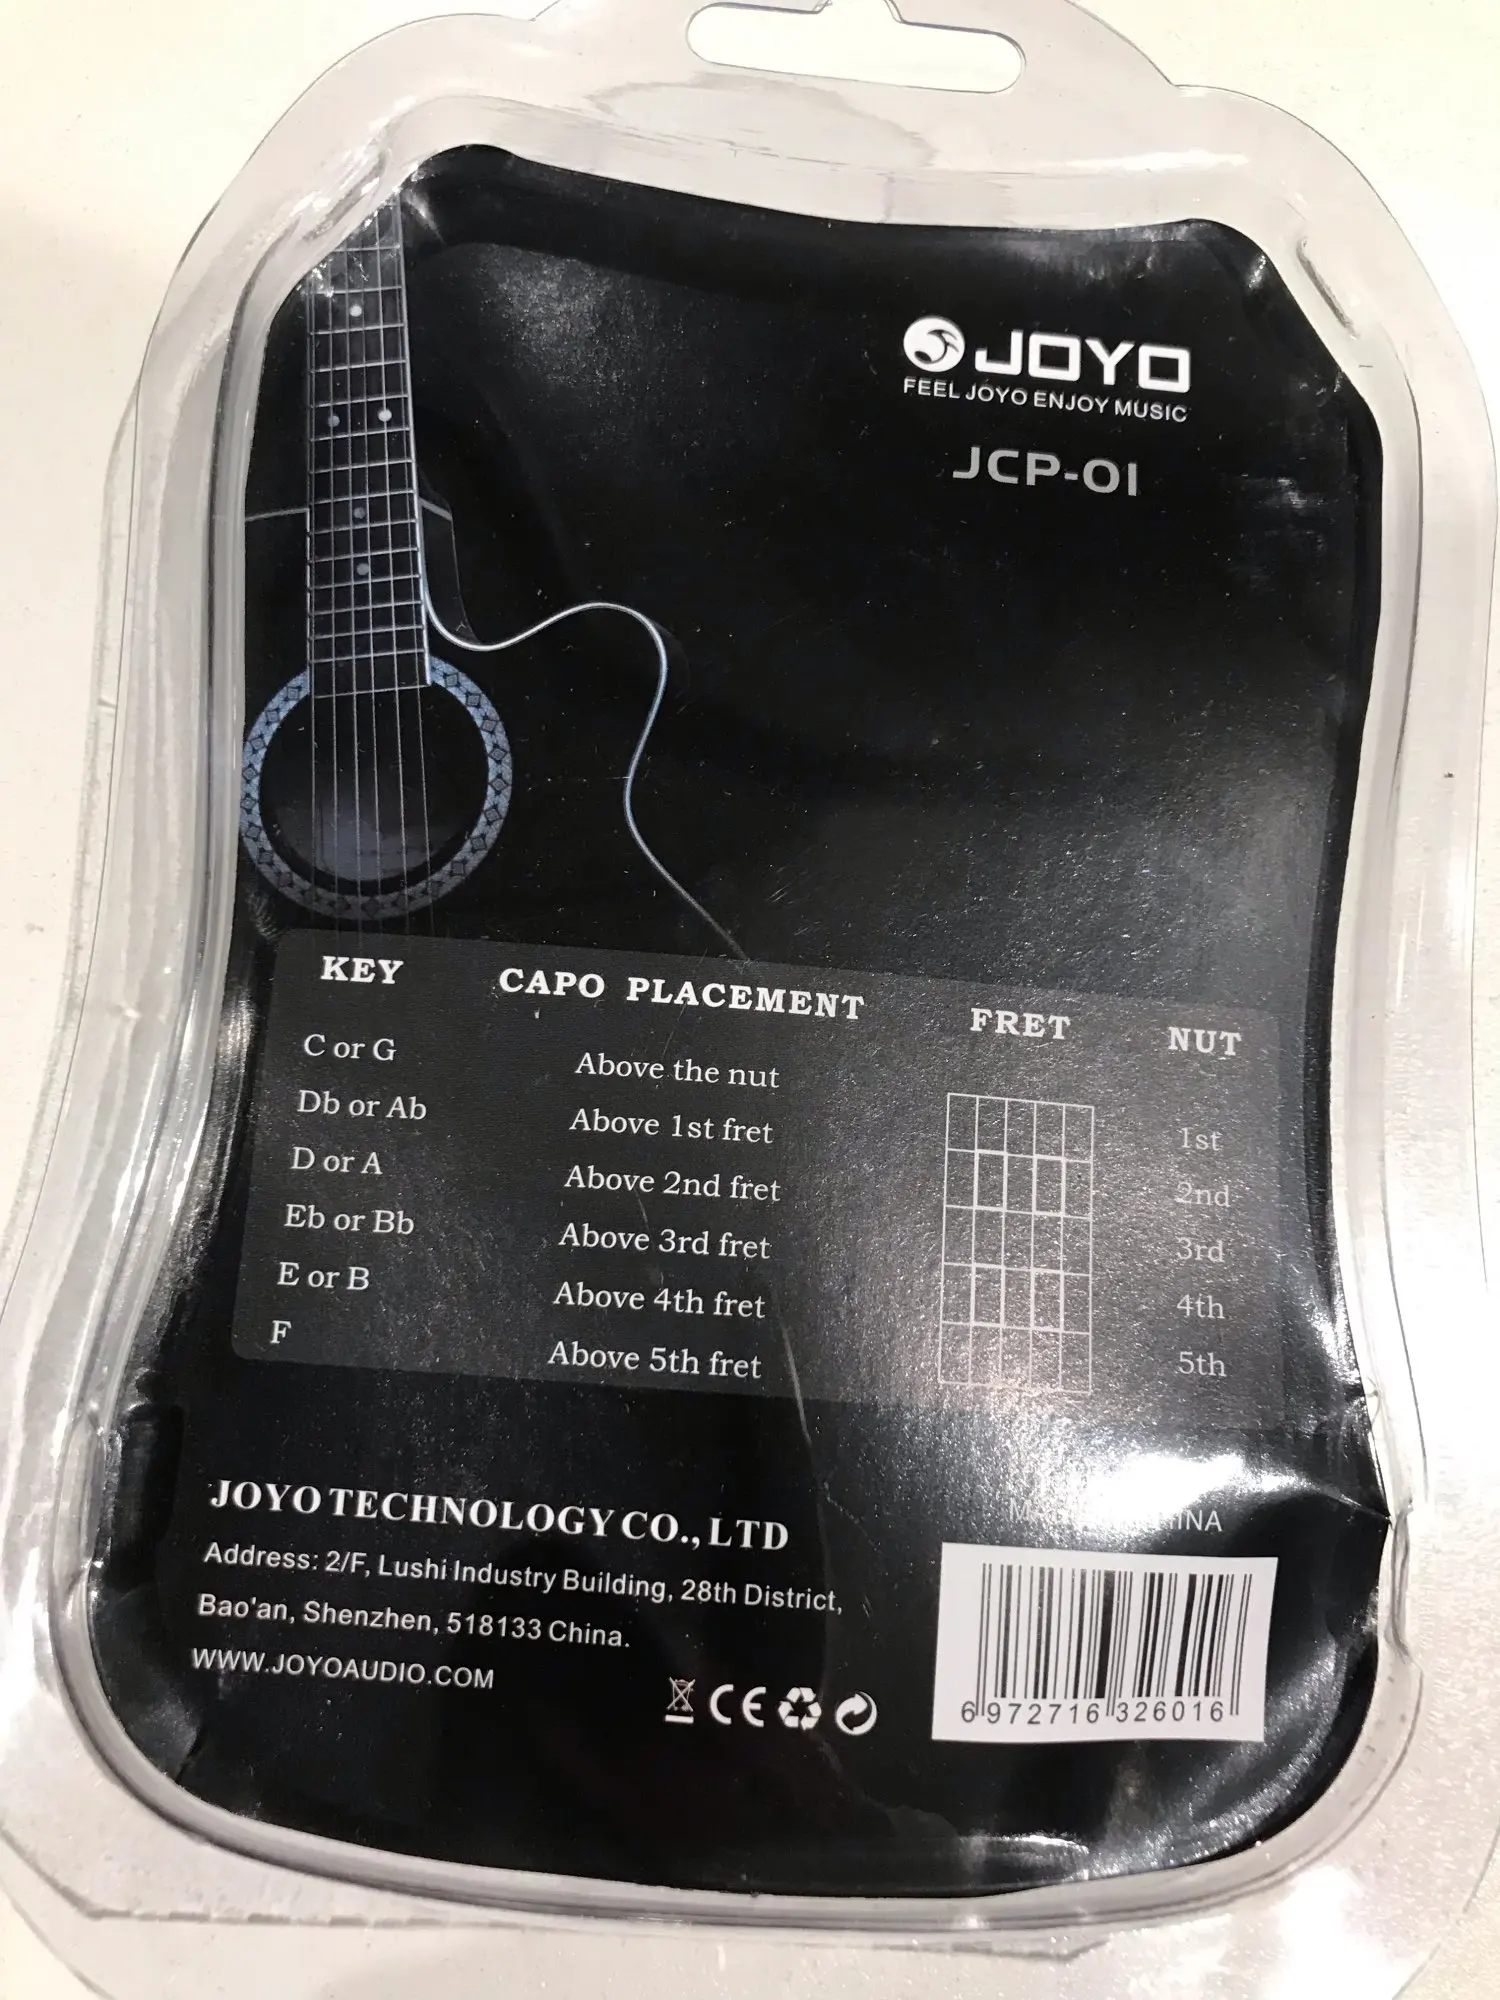 JOYO
FEEL JOYO ENJOY MUSIC
JCP-01
KEY CAPO PLACEMENT FRET NUT
C or G Above the nut
Db or Ab Above 1st fret 1st
D or A Above 2nd fret 2nd
Eb or Bb Above 3rd fret 3rd
E or B Above 4th fret 4th
F Above 5th fret 5th
JOYO TECHNOLOGY CO., LTD
Address: 2/F, Lushi Industry Building, 28th District,
Bao'an, Shenzhen, 518133 China.
WWW.JOYOAUDIO.COM
CE
6 972716 326016